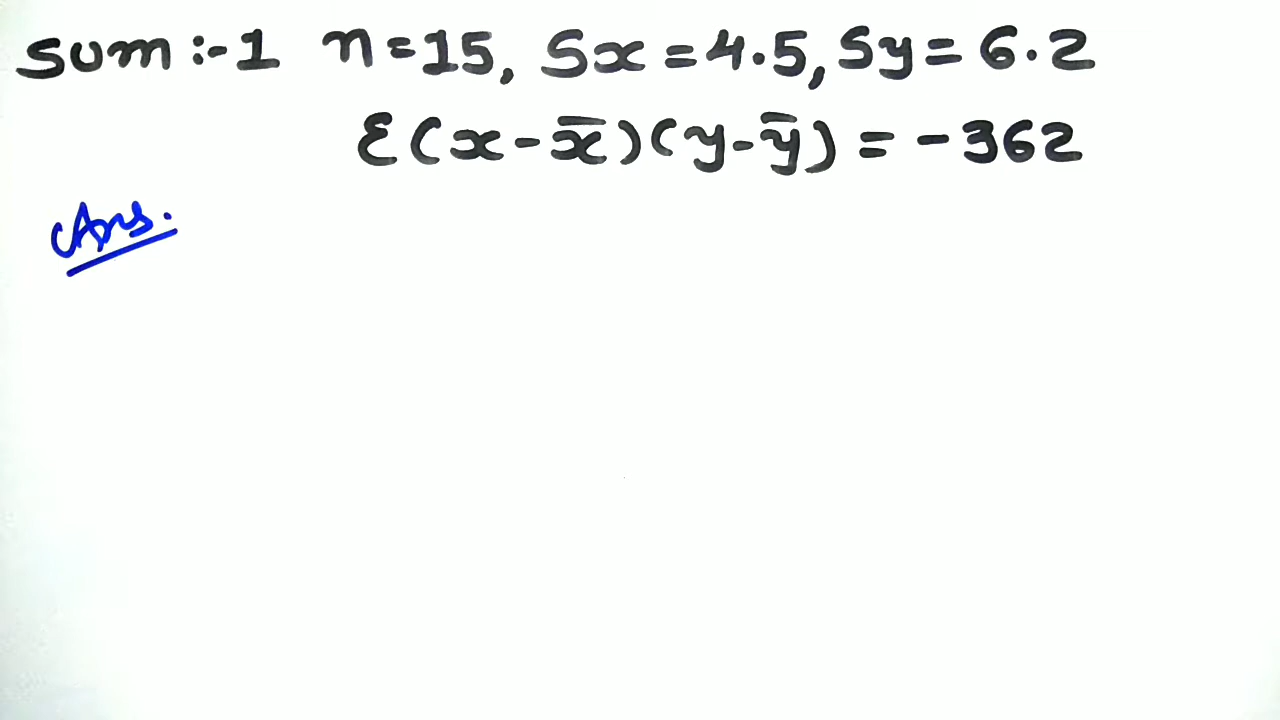 Sum :- 1 n = 15, Sx = 4.5, Sy = 6.2
Σ(x - x̄)(y - ȳ) = -362
Ans.